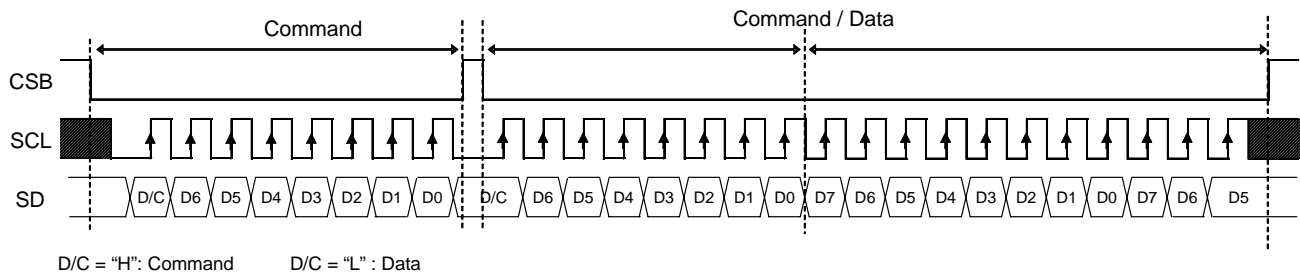 Command
Command / Data
CSB
SCL
SD
D/C D6 D5 D4 D3 D2 D1 D0 D/C D6 D5 D4 D3 D2 D1 D0 D7 D6 D5 D4 D3 D2 D1 D0 D7 D6 D5
D/C = “H”: Command D/C = “L” : Data